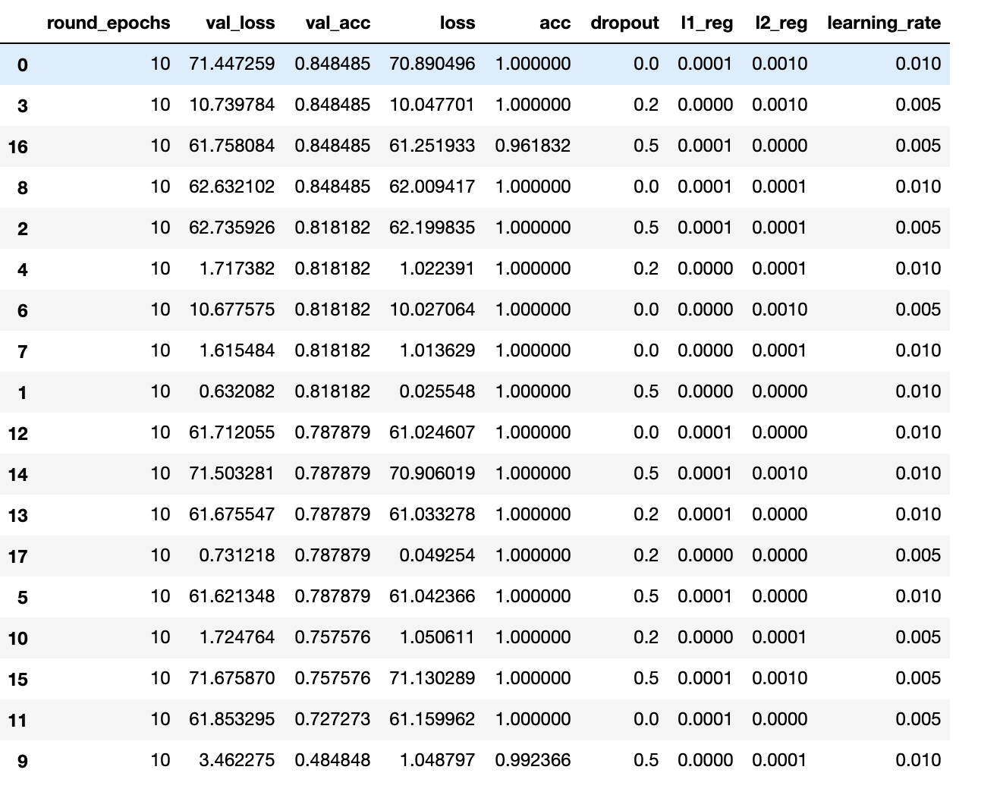 round_epochs val_loss val_acc loss acc dropout l1_reg l2_reg learning_rate
0 10 71.447259 0.848485 70.890496 1.000000 0.0 0.0001 0.0010 0.010
3 10 10.739784 0.848485 10.047701 1.000000 0.2 0.0000 0.0010 0.005
16 10 61.758084 0.848485 61.251933 0.961832 0.5 0.0001 0.0000 0.005
8 10 62.632102 0.848485 62.009417 1.000000 0.0 0.0001 0.0001 0.010
2 10 62.735926 0.818182 62.199835 1.000000 0.5 0.0001 0.0001 0.005
4 10 1.717382 0.818182 1.022391 1.000000 0.2 0.0000 0.0001 0.010
6 10 10.677575 0.818182 10.027064 1.000000 0.0 0.0000 0.0010 0.005
7 10 1.615484 0.818182 1.013629 1.000000 0.0 0.0000 0.0001 0.010
1 10 0.632082 0.818182 0.025548 1.000000 0.5 0.0000 0.0000 0.010
12 10 61.712055 0.787879 61.024607 1.000000 0.0 0.0001 0.0000 0.010
14 10 71.503281 0.787879 70.906019 1.000000 0.5 0.0001 0.0010 0.010
13 10 61.675547 0.787879 61.033278 1.000000 0.2 0.0001 0.0000 0.010
17 10 0.731218 0.787879 0.049254 1.000000 0.2 0.0000 0.0000 0.005
5 10 61.621348 0.787879 61.042366 1.000000 0.5 0.0001 0.0000 0.010
10 10 1.724764 0.757576 1.050611 1.000000 0.2 0.0000 0.0001 0.005
15 10 71.675870 0.757576 71.130289 1.000000 0.5 0.0001 0.0010 0.005
11 10 61.853295 0.727273 61.159962 1.000000 0.0 0.0001 0.0000 0.005
9 10 3.462275 0.484848 1.048797 0.992366 0.5 0.0000 0.0001 0.010